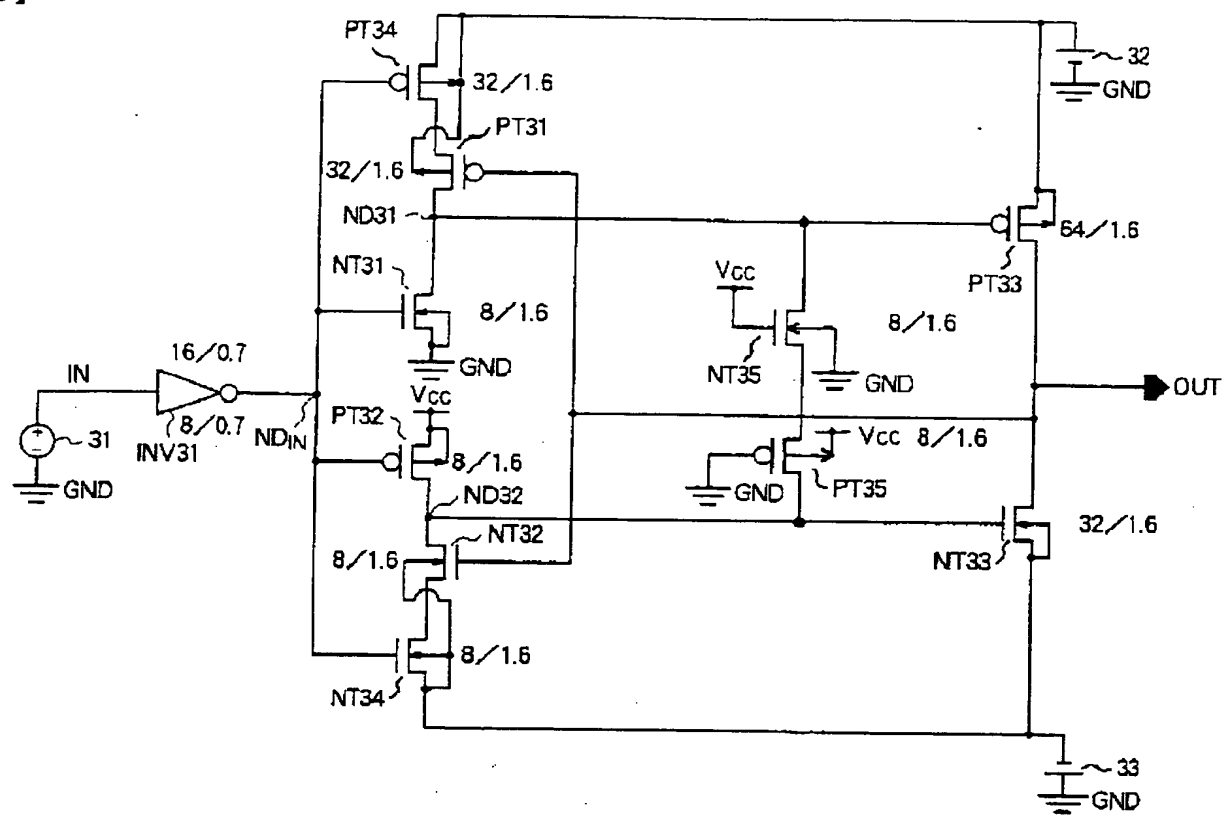 PT34
32/1.6
32
GND
PT31
32/1.6
ND31
64/1.6
PT33
NT31
VCC
8/1.6
8/1.6
NT35
GND
GND
16/0.7
IN
8/0.7
INV31
31
GND
NDIN
VCC
PT32
8/1.6
OUT
VCC
8/1.6
GND
PT35
ND32
NT32
8/1.6
32/1.6
NT33
8/1.6
NT34
33
GND